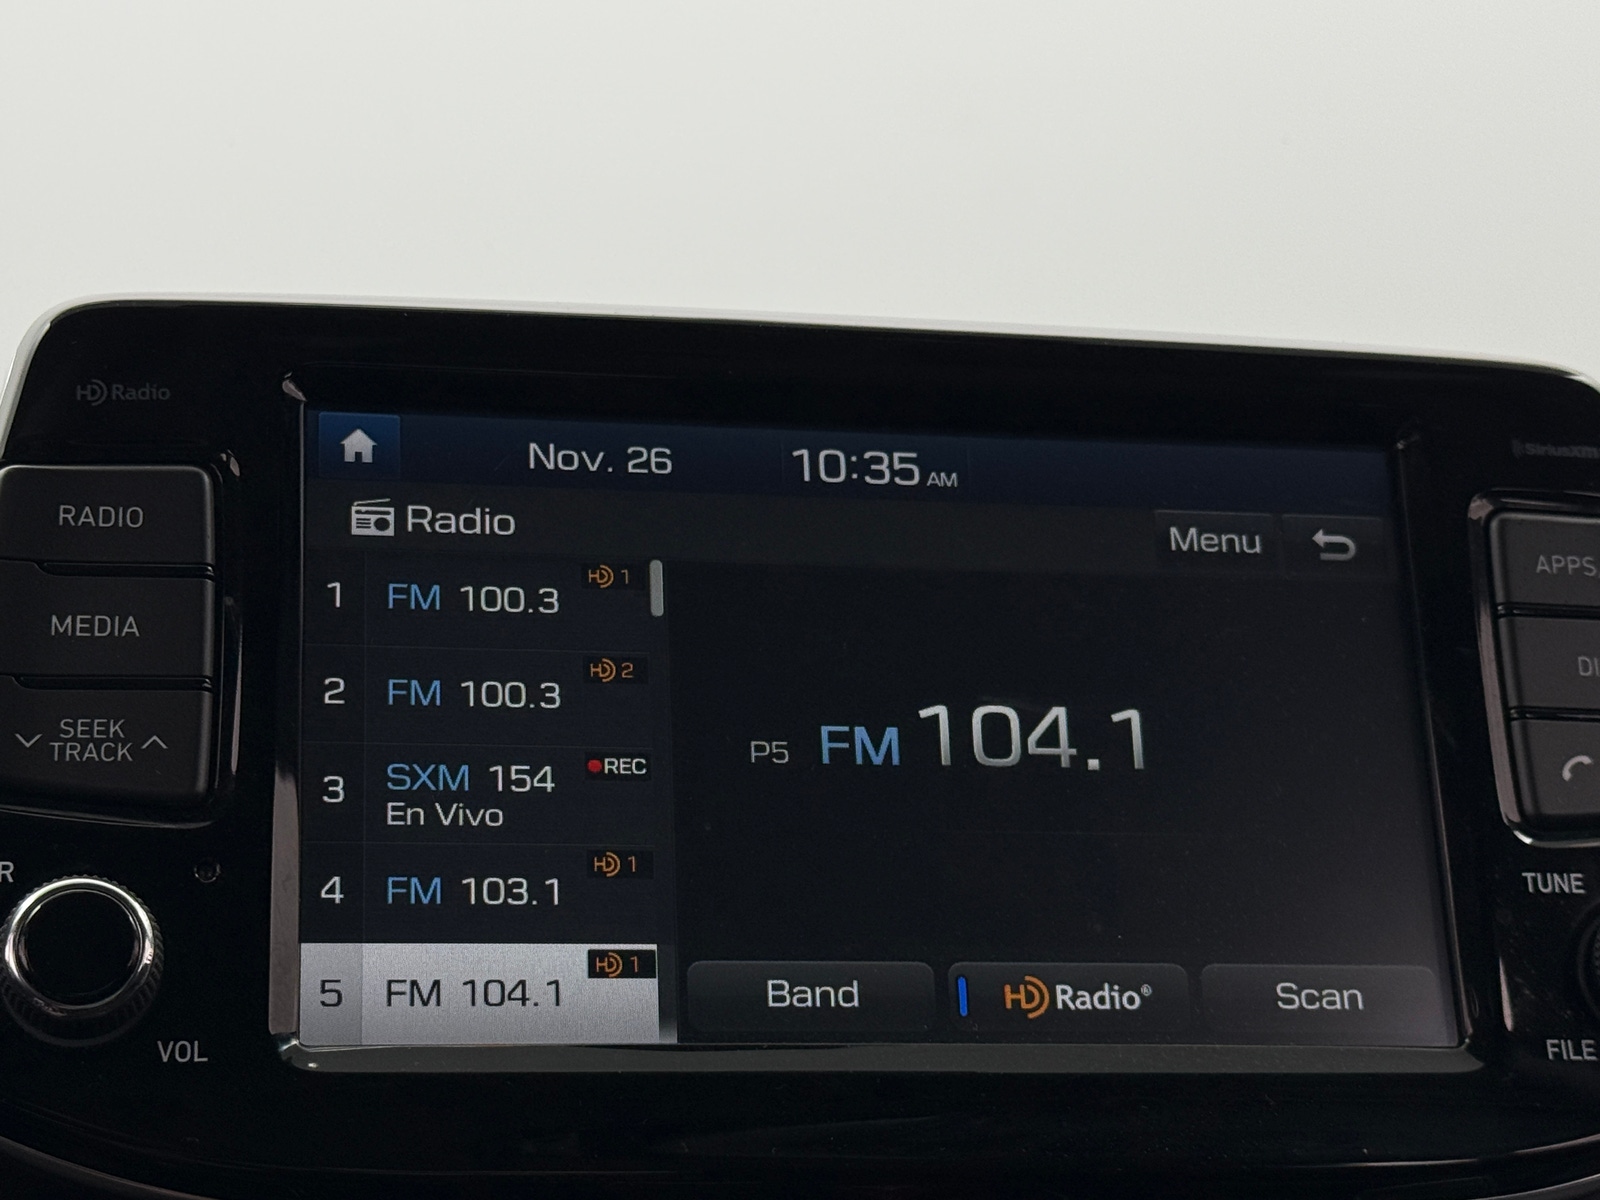 HD Radio
SiriusXM
Nov. 26 10:35 AM
RADIO
Radio
Menu
APPS
1 FM 100.3 HD 1
MEDIA
2 FM 100.3 HD 2
DI
SEEK
TRACK
P5 FM 104.1
3 SXM 154 REC
En Vivo
4 FM 103.1 HD 1
R
TUNE
5 FM 104.1 HD 1
Band
HD Radio®
Scan
VOL
FILE